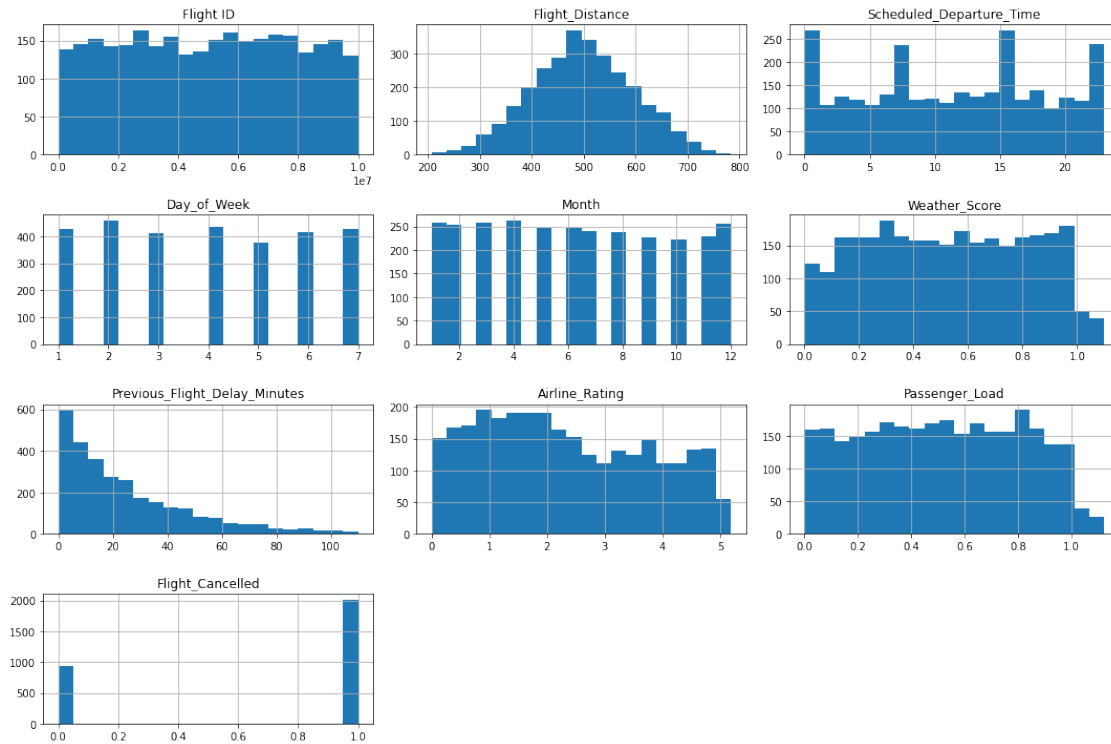 Flight ID
150
100
50
0
0.0 0.2 0.4 0.6 0.8 1.0
1e7
Flight_Distance
300
200
100
0
200 300 400 500 600 700 800
Scheduled_Departure_Time
250
200
150
100
50
0
0 5 10 15 20
Day_of_Week
400
300
200
100
0
1 2 3 4 5 6 7
Month
250
200
150
100
50
0
2 4 6 8 10 12
Weather_Score
150
100
50
0
0.0 0.2 0.4 0.6 0.8 1.0
Previous_Flight_Delay_Minutes
600
400
200
0
0 20 40 60 80 100
Airline_Rating
200
150
100
50
0
0 1 2 3 4 5
Passenger_Load
150
100
50
0
0.0 0.2 0.4 0.6 0.8 1.0
Flight_Cancelled
2000
1500
1000
500
0
0.0 0.2 0.4 0.6 0.8 1.0